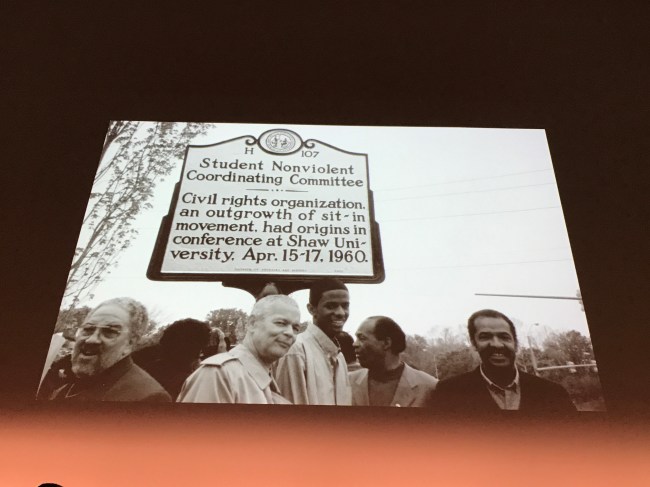 H 107
Student Nonviolent
Coordinating Committee
Civil rights organization,
an outgrowth of sit-in
movement, had origins in
conference at Shaw Uni-
versity, Apr. 15-17, 1960.